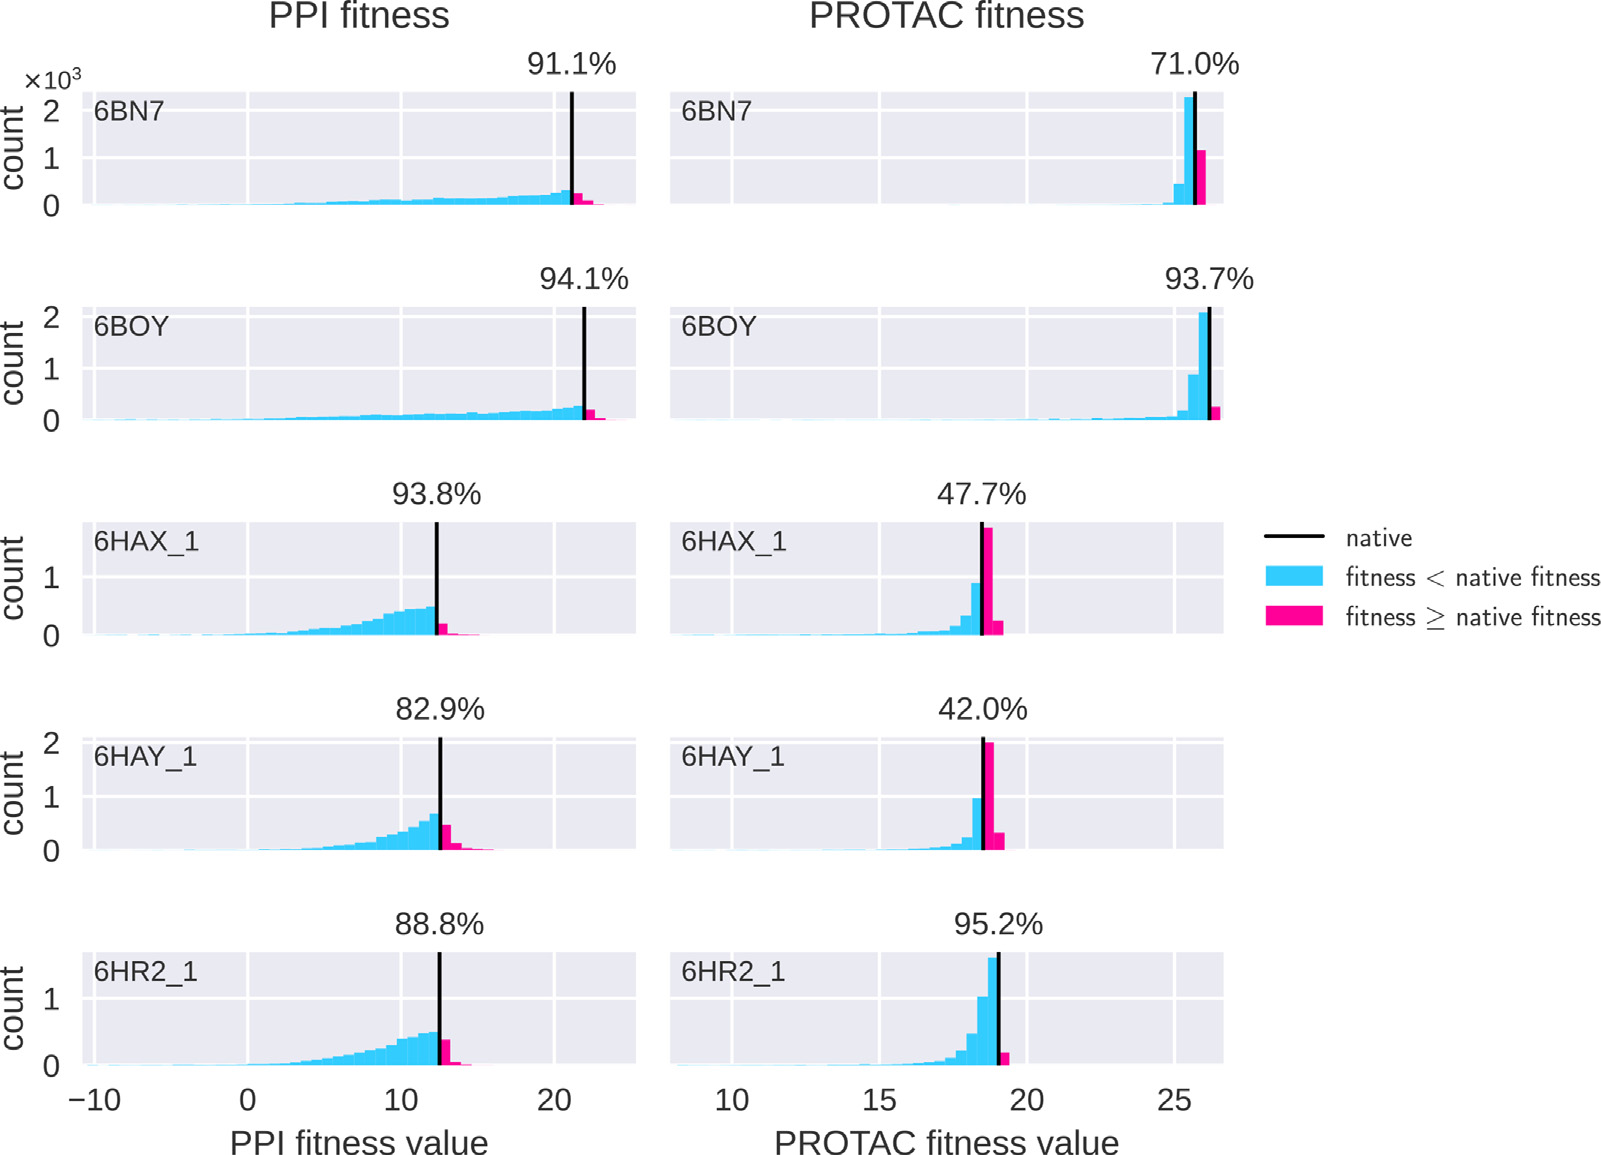 PPI fitness PROTAC fitness
91.1% 71.0%
×10³
count 2 1 0 6BN7 6BN7
94.1% 93.7%
count 2 1 0 6BOY 6BOY
93.8% 47.7%
count 1 0 6HAX_1 6HAX_1
native
fitness < native fitness
fitness ≥ native fitness
82.9% 42.0%
count 2 1 0 6HAY_1 6HAY_1
88.8% 95.2%
count 1 0 6HR2_1 6HR2_1
−10 0 10 20 10 15 20 25
PPI fitness value PROTAC fitness value